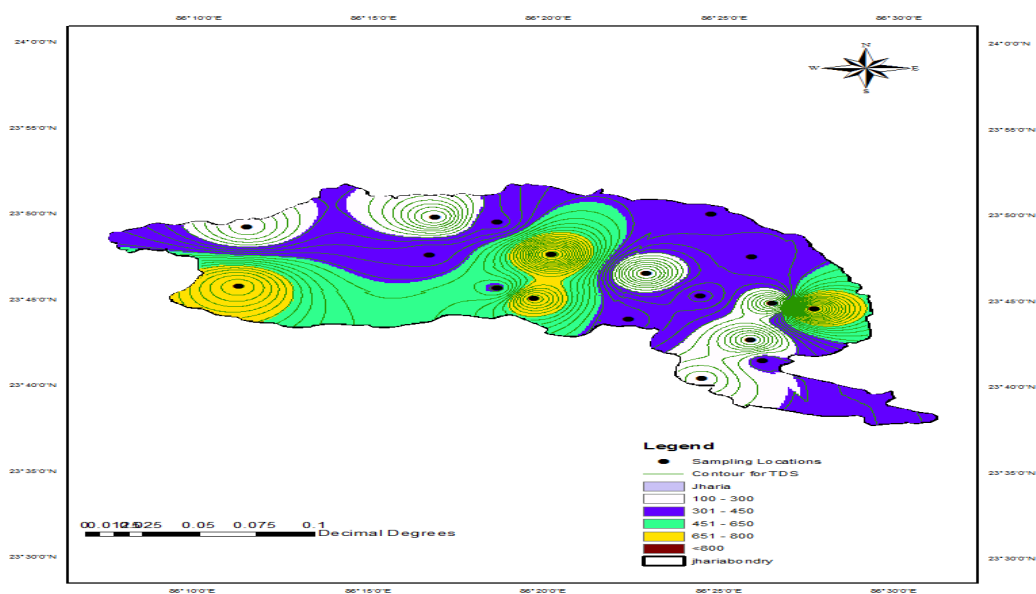 86°10'0"E 86°15'0"E 86°20'0"E 86°25'0"E 86°30'0"E
24°0'0"N 24°0'0"N
N
W E
S
23°55'0"N 23°55'0"N
23°50'0"N 23°50'0"N
23°45'0"N 23°45'0"N
23°40'0"N 23°40'0"N
23°35'0"N 23°35'0"N
23°30'0"N 23°30'0"N
Legend
Sampling Locations
Contour for TDS
Jharia
100 - 300
301 - 450
451 - 650
651 - 800
<800
jhariabondry
0 0.0125 0.025 0.05 0.075 0.1
Decimal Degrees
86°10'0"E 86°15'0"E 86°20'0"E 86°25'0"E 86°30'0"E